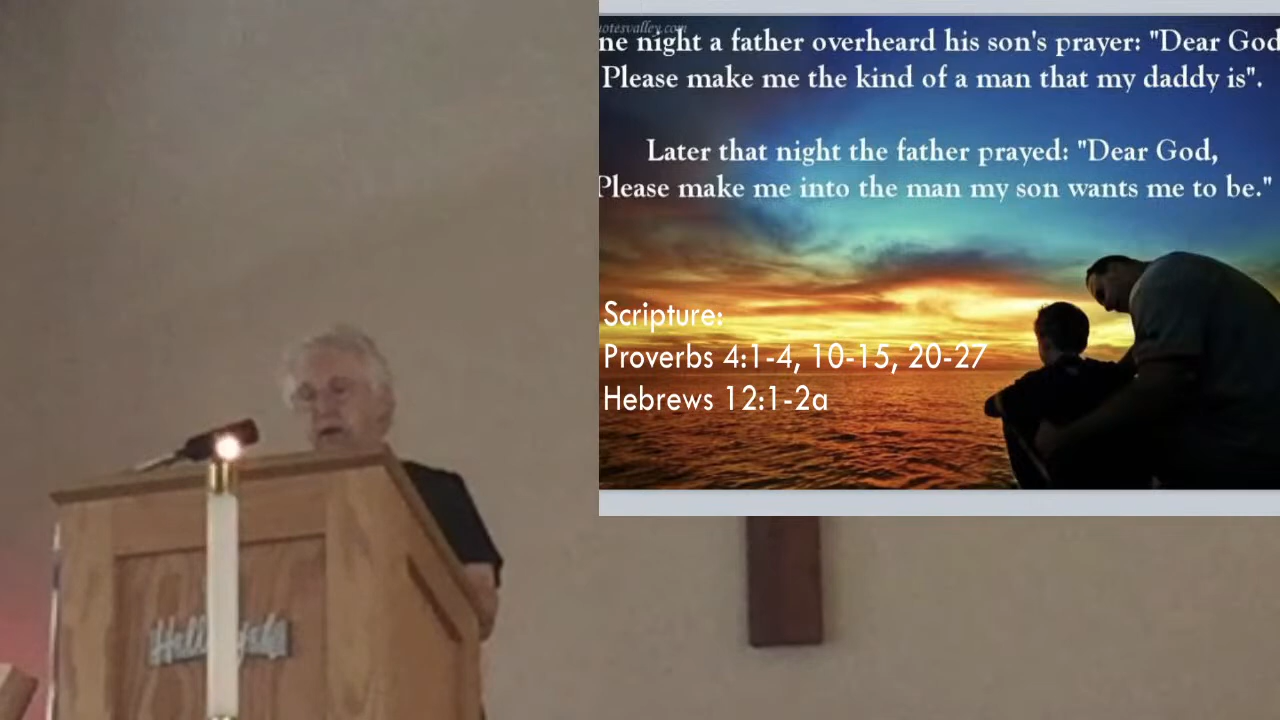 otesvalley.com
ne night a father overheard his son's prayer: "Dear God
Please make me the kind of a man that my daddy is".
Later that night the father prayed: "Dear God,
Please make me into the man my son wants me to be."
Scripture:
Proverbs 4:1-4, 10-15, 20-27
Hebrews 12:1-2a